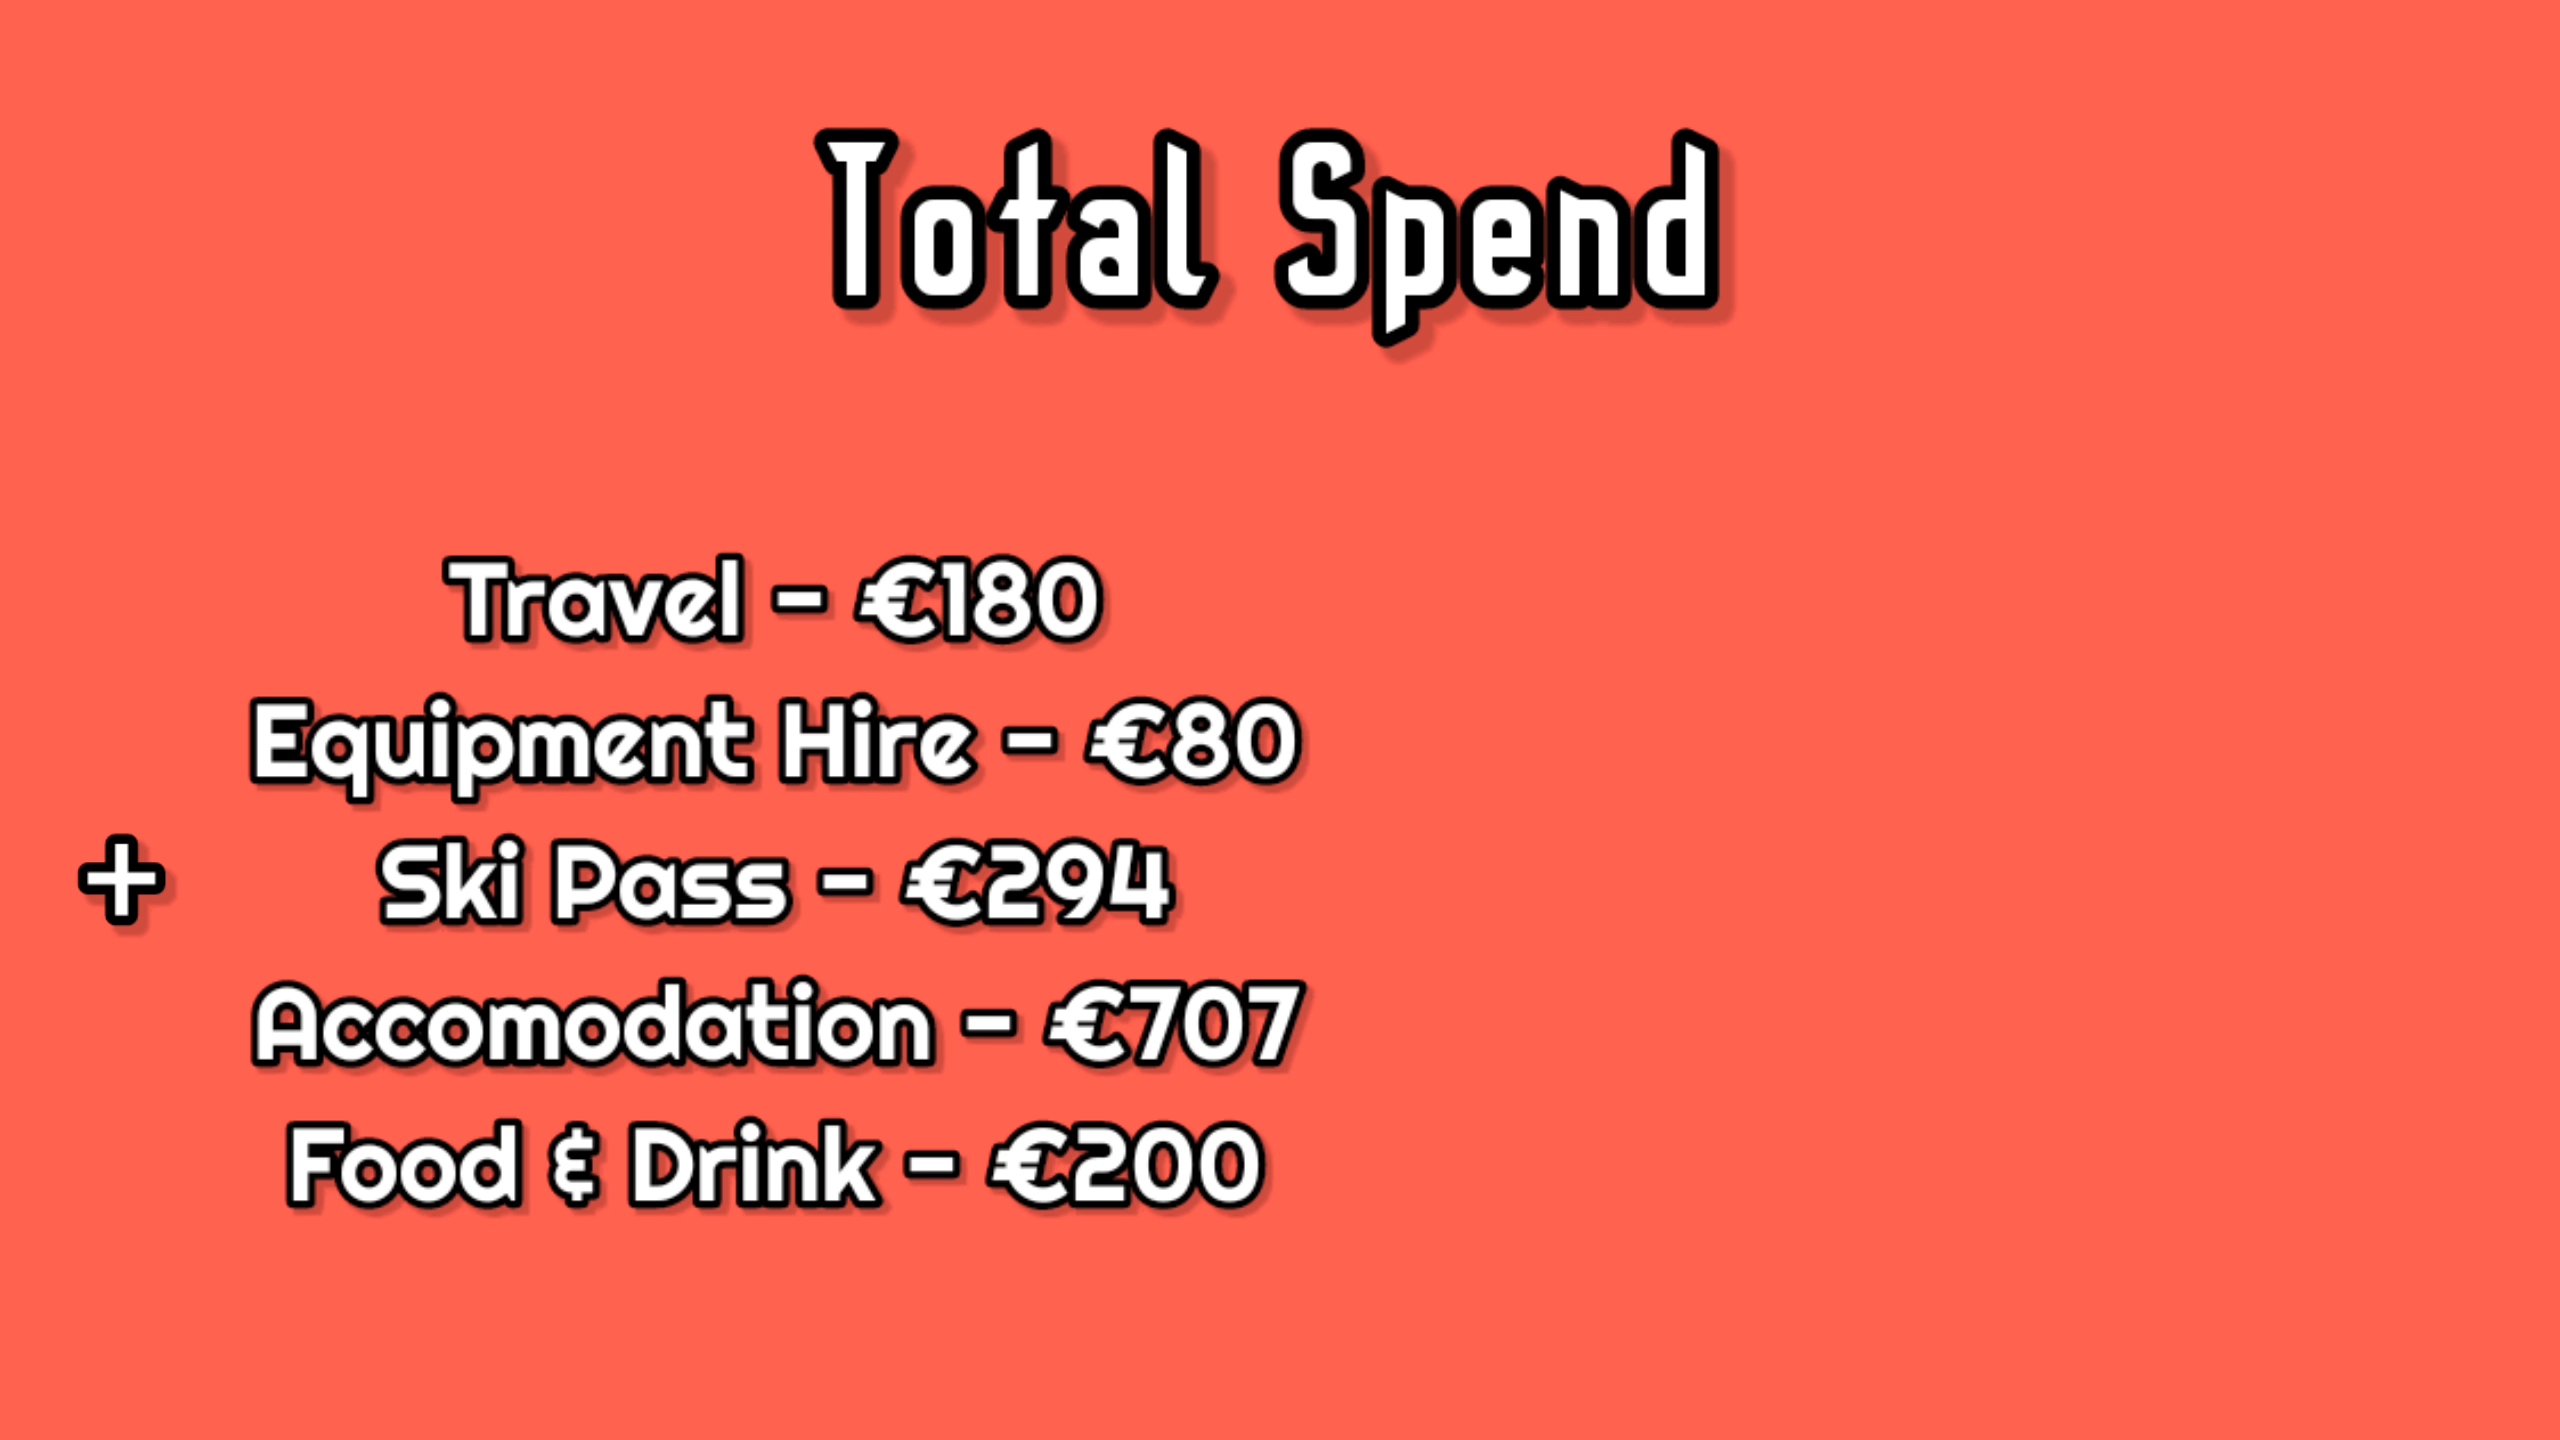 Total Spend
Travel - €180
Equipment Hire - €80
+ Ski Pass - €294
Accomodation - €707
Food & Drink - €200